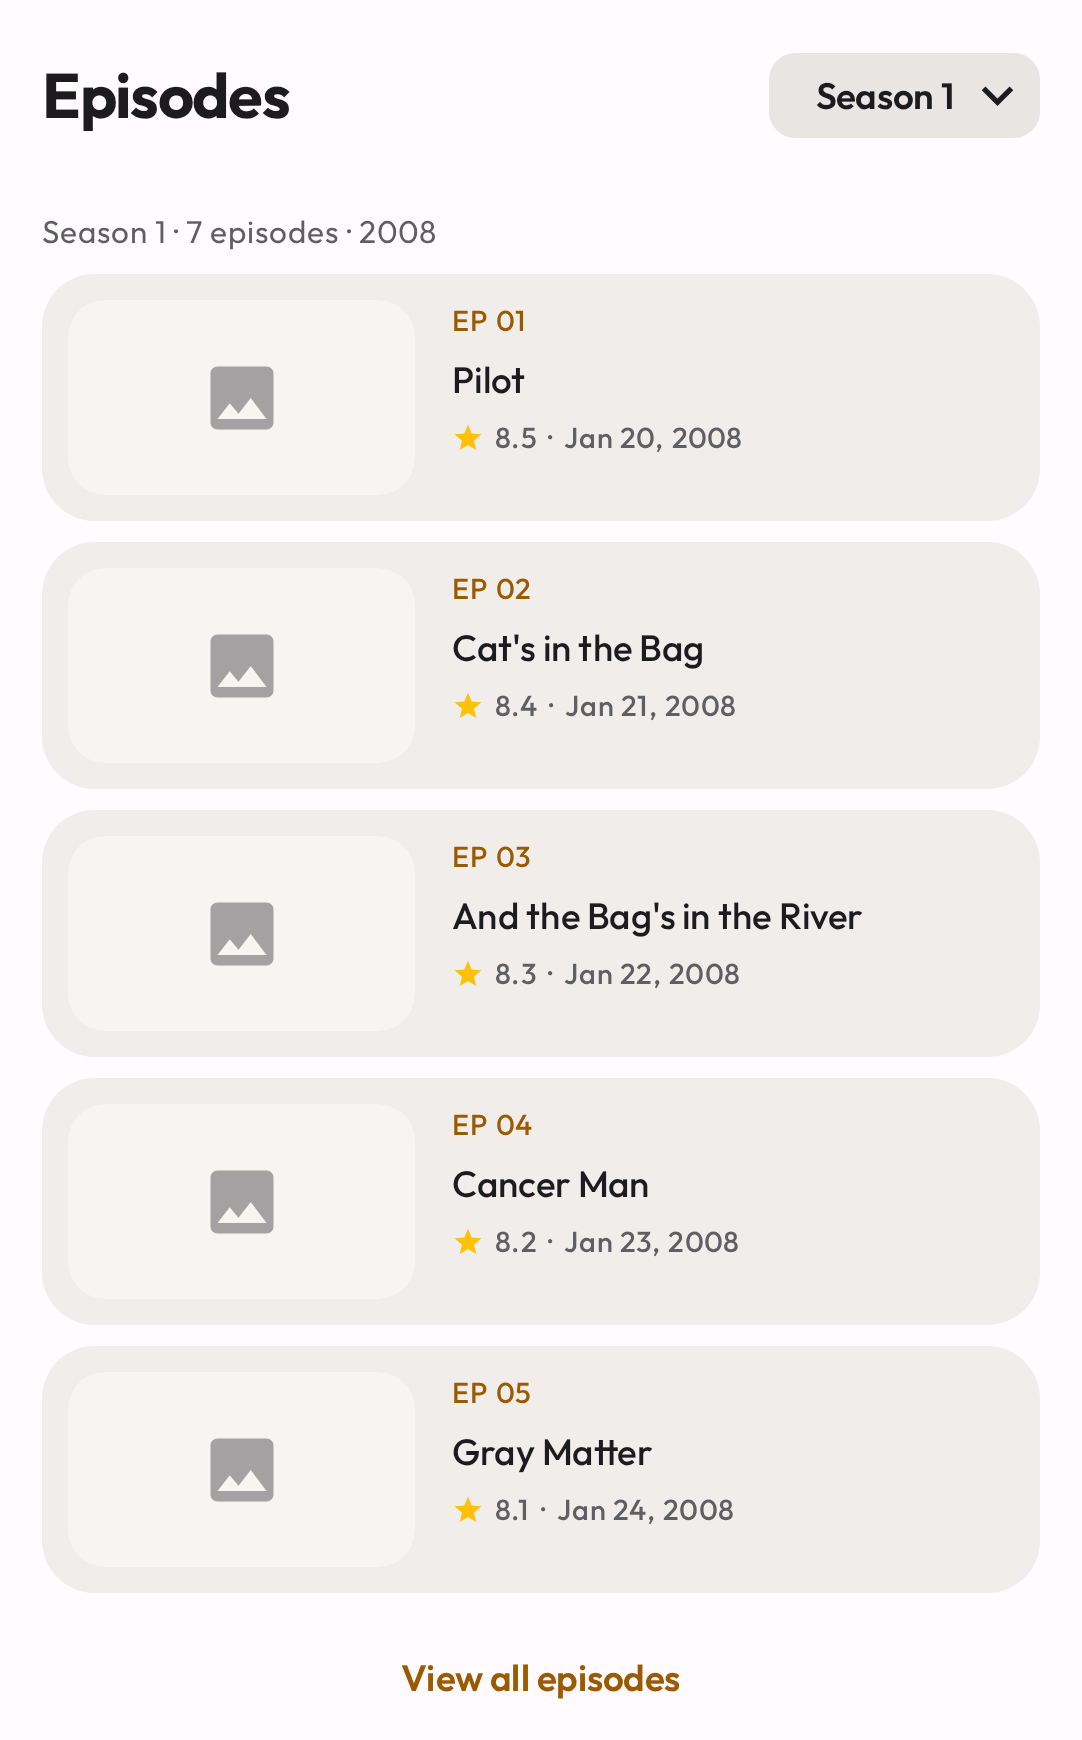 Episodes
Season 1
Season 1 · 7 episodes · 2008
EP 01
Pilot
8.5 · Jan 20, 2008
EP 02
Cat's in the Bag
8.4 · Jan 21, 2008
EP 03
And the Bag's in the River
8.3 · Jan 22, 2008
EP 04
Cancer Man
8.2 · Jan 23, 2008
EP 05
Gray Matter
8.1 · Jan 24, 2008
View all episodes